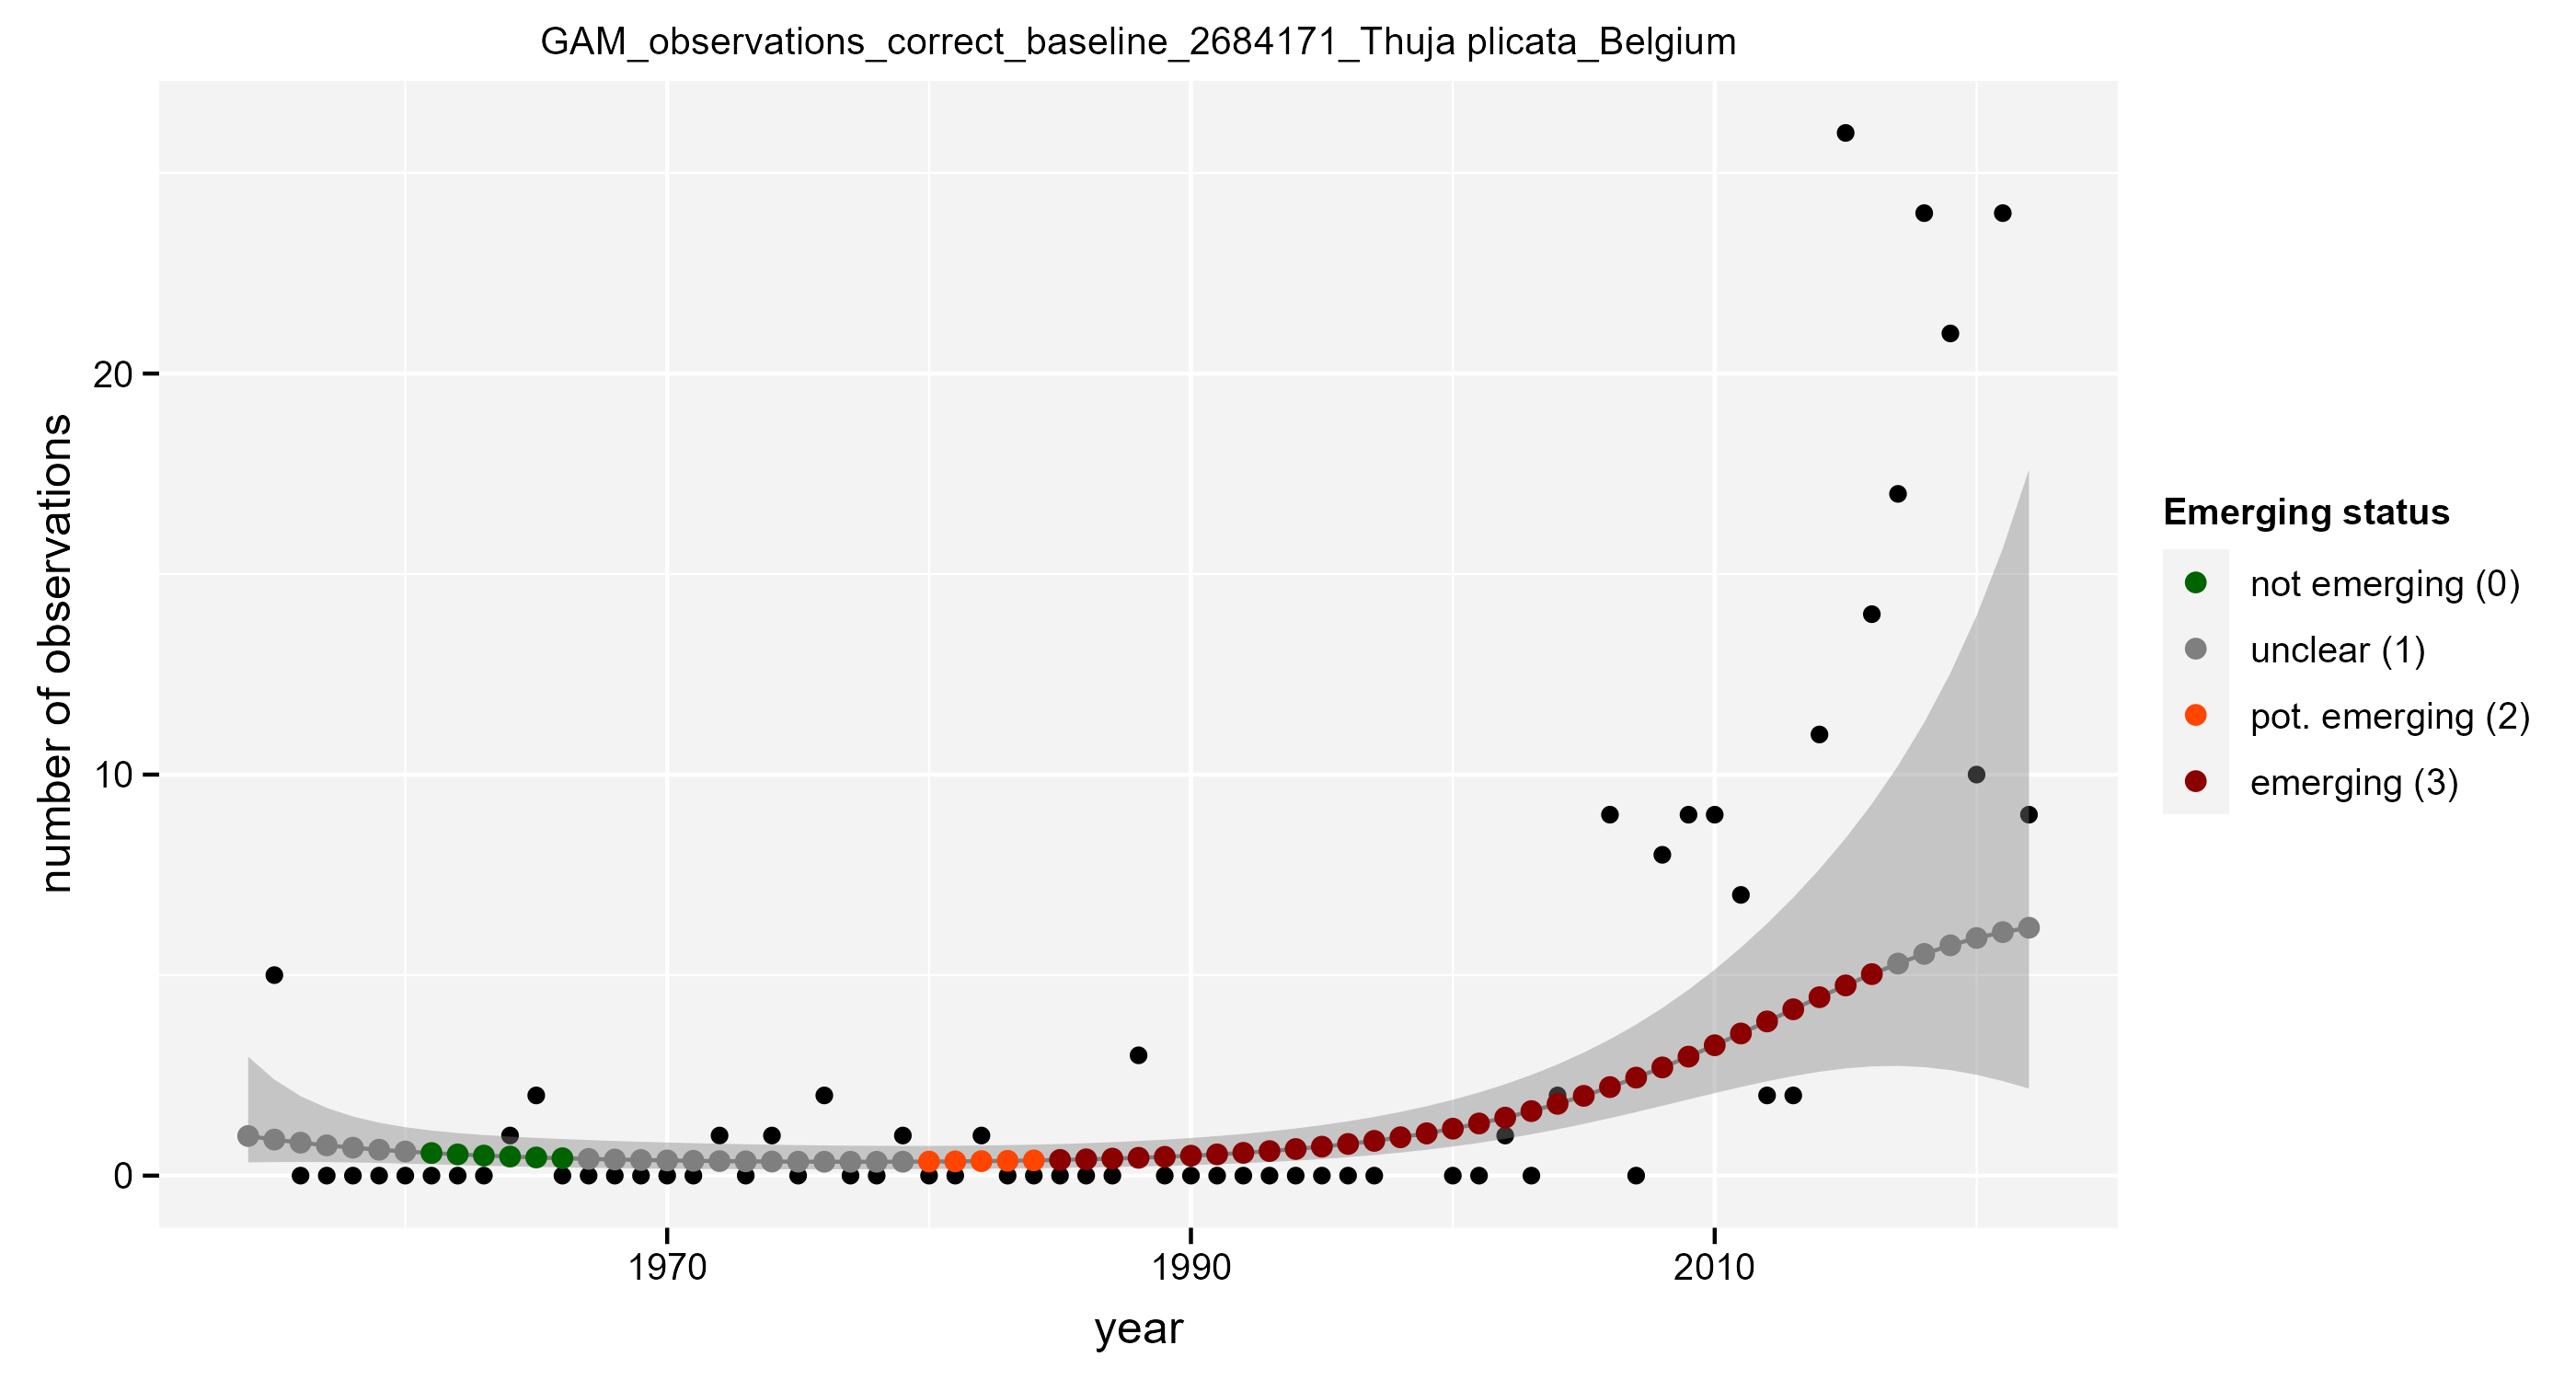 GAM_observations_correct_baseline_2684171_Thuja plicata_Belgium
number of observations
20
10
0
1970
1990
2010
year
Emerging status
not emerging (0)
unclear (1)
pot. emerging (2)
emerging (3)